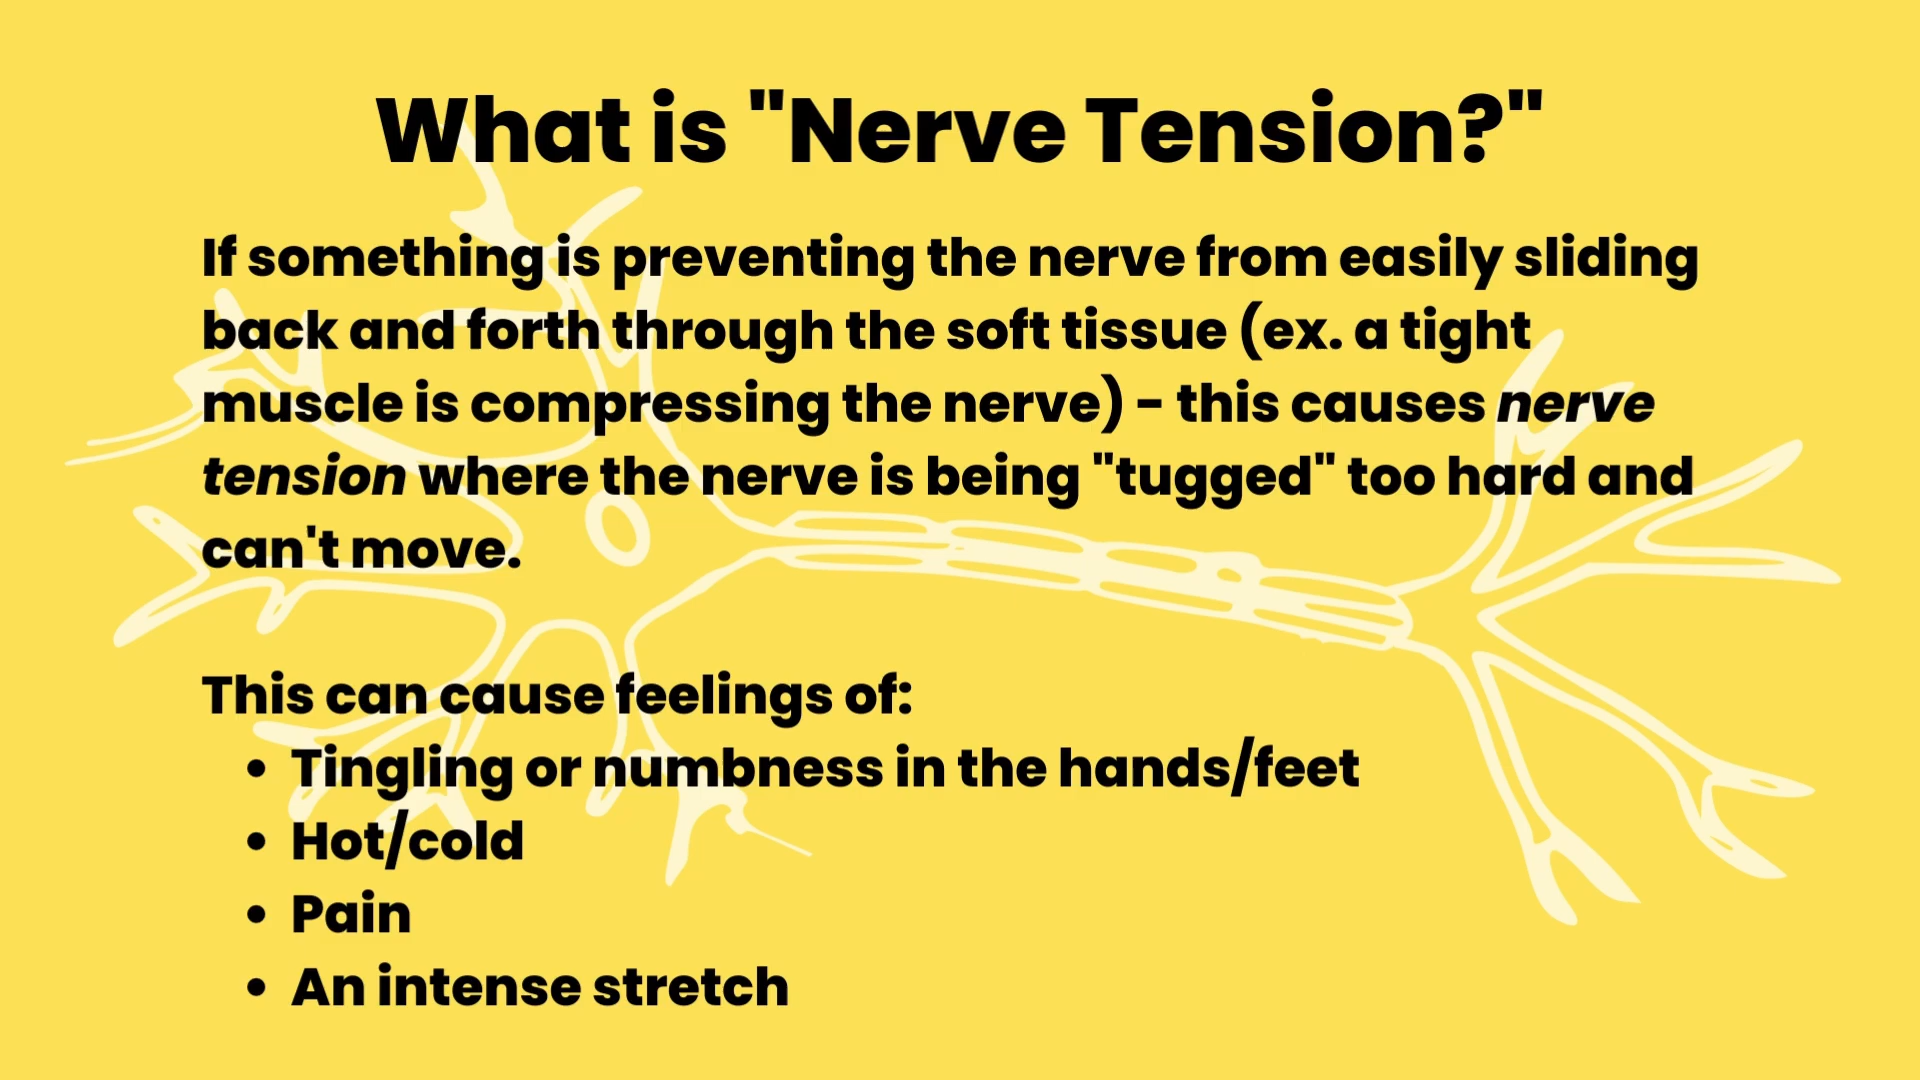 What is "Nerve Tension?"
If something is preventing the nerve from easily sliding
back and forth through the soft tissue (ex. a tight
muscle is compressing the nerve) - this causes nerve
tension where the nerve is being "tugged" too hard and
can't move.
This can cause feelings of:
• Tingling or numbness in the hands/feet
• Hot/cold
• Pain
• An intense stretch